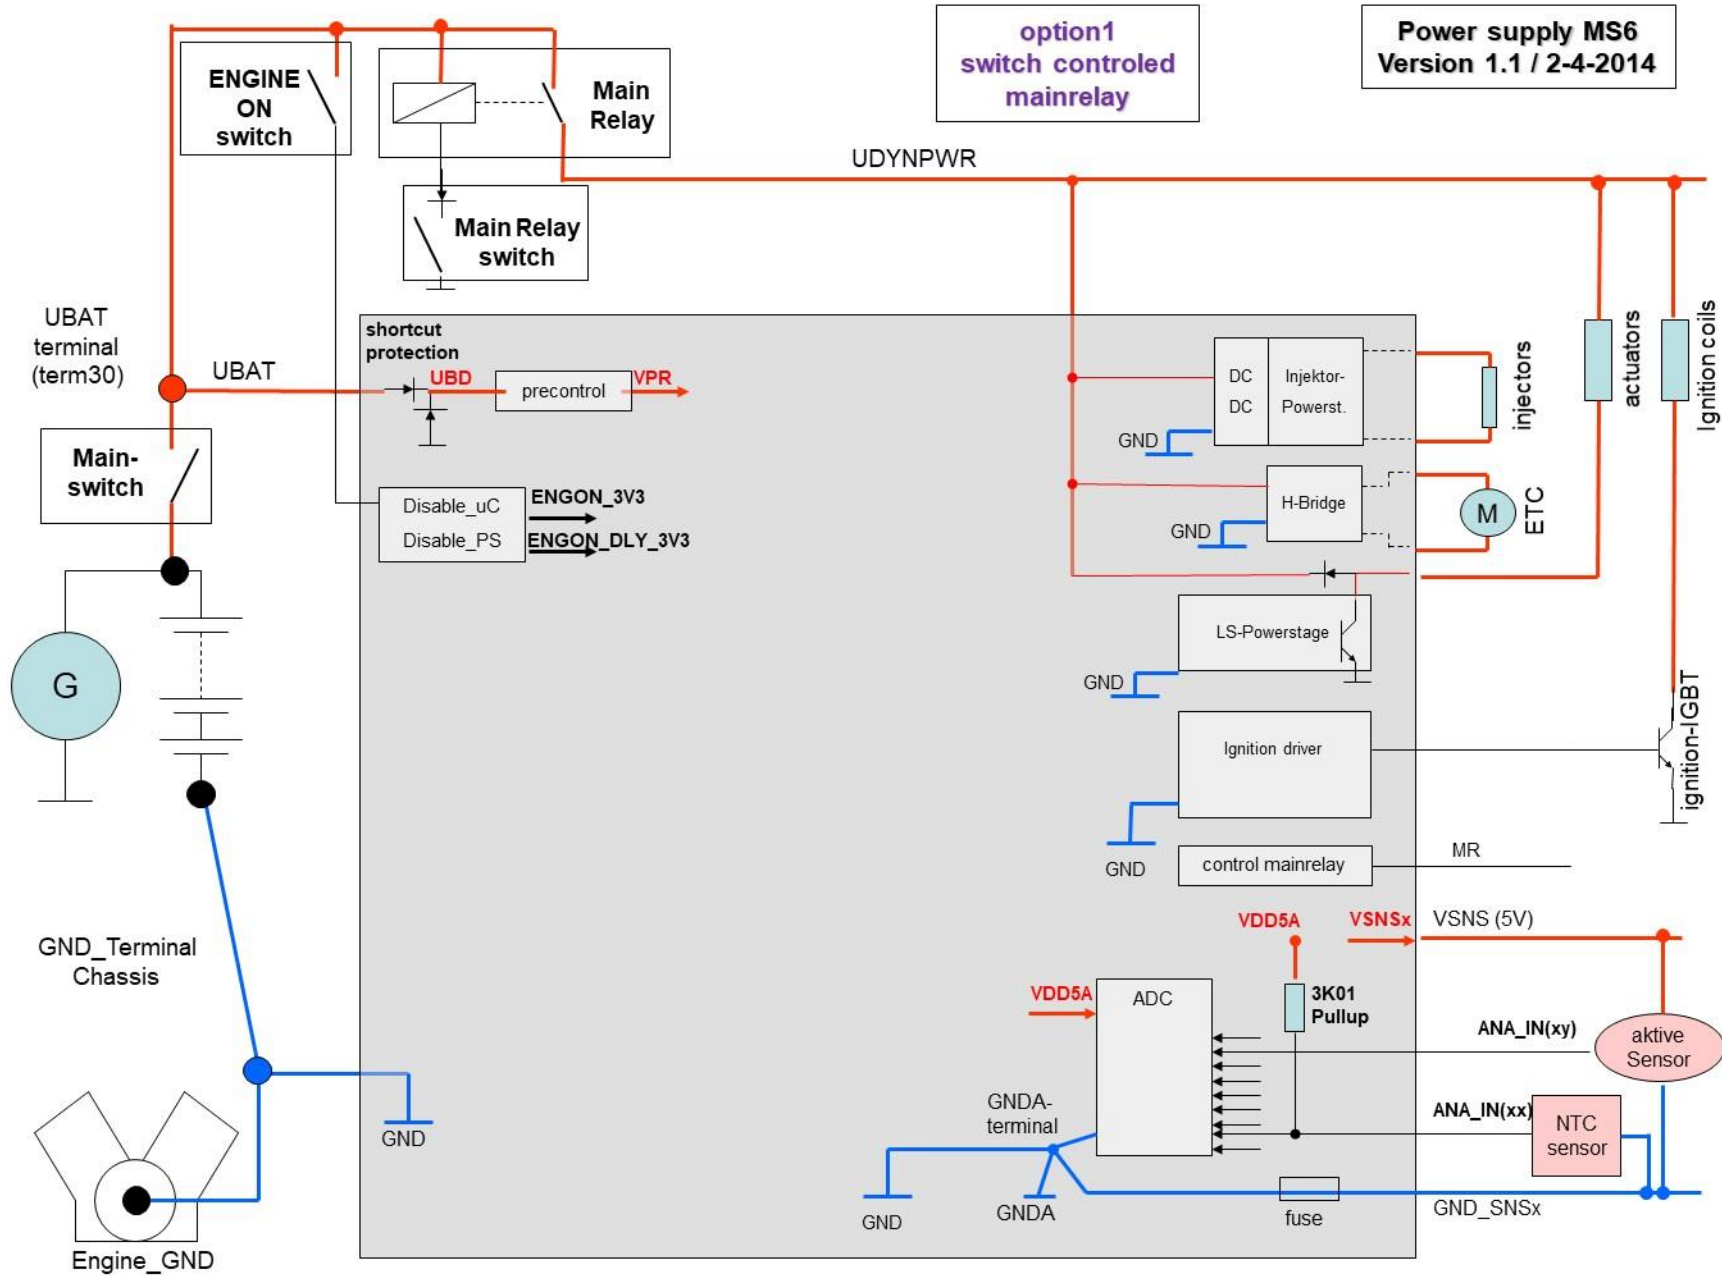 option1
switch controled
mainrelay
Power supply MS6
Version 1.1 / 2-4-2014
ENGINE
ON
switch
Main
Relay
UDYNPWR
Main Relay
switch
UBAT
terminal
(term30)
UBAT
shortcut
protection
UBD
precontrol
VPR
DC
DC
Injektor-
Powerst.
GND
injectors
actuators
Ignition coils
Main-
switch
Disable_uC
Disable_PS
ENGON_3V3
ENGON_DLY_3V3
H-Bridge
GND
M
ETC
LS-Powerstage
GND
G
Ignition driver
ignition-IGBT
GND
control mainrelay
MR
GND_Terminal
Chassis
VDD5A
VSNSx
VSNS (5V)
VDD5A
ADC
3K01
Pullup
ANA_IN(xy)
aktive
Sensor
GNDA-
terminal
ANA_IN(xx)
NTC
sensor
GND
GND
GNDA
fuse
GND_SNSx
Engine_GND